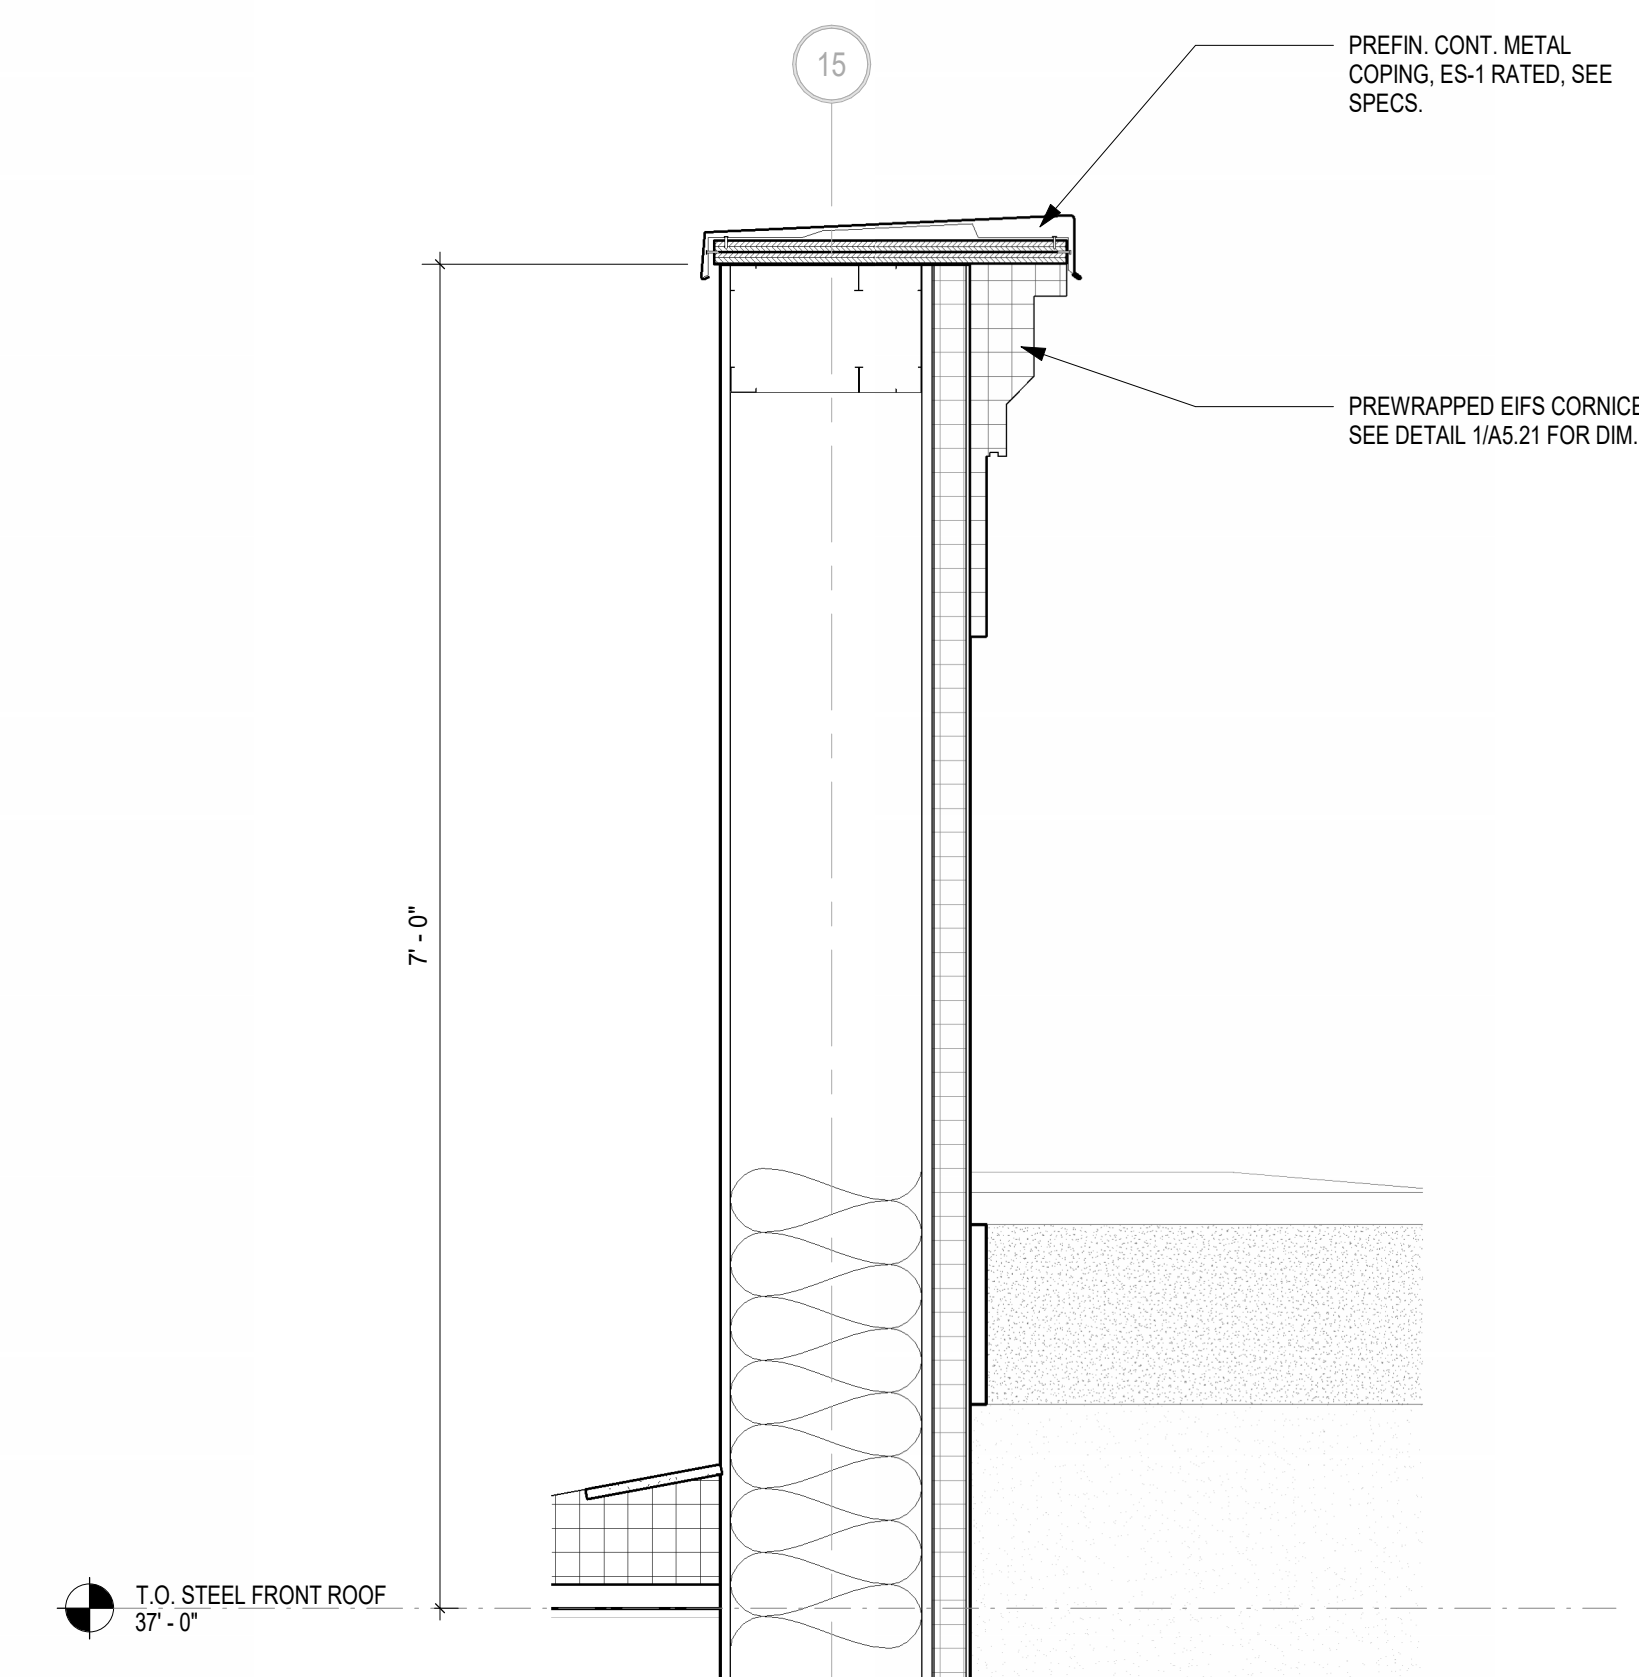 15
PREFIN. CONT. METAL
COPING, ES-1 RATED, SEE
SPECS.
PREWRAPPED EIFS CORNICE
SEE DETAIL 1/A5.21 FOR DIM.
7' - 0"
T.O. STEEL FRONT ROOF
37' - 0"